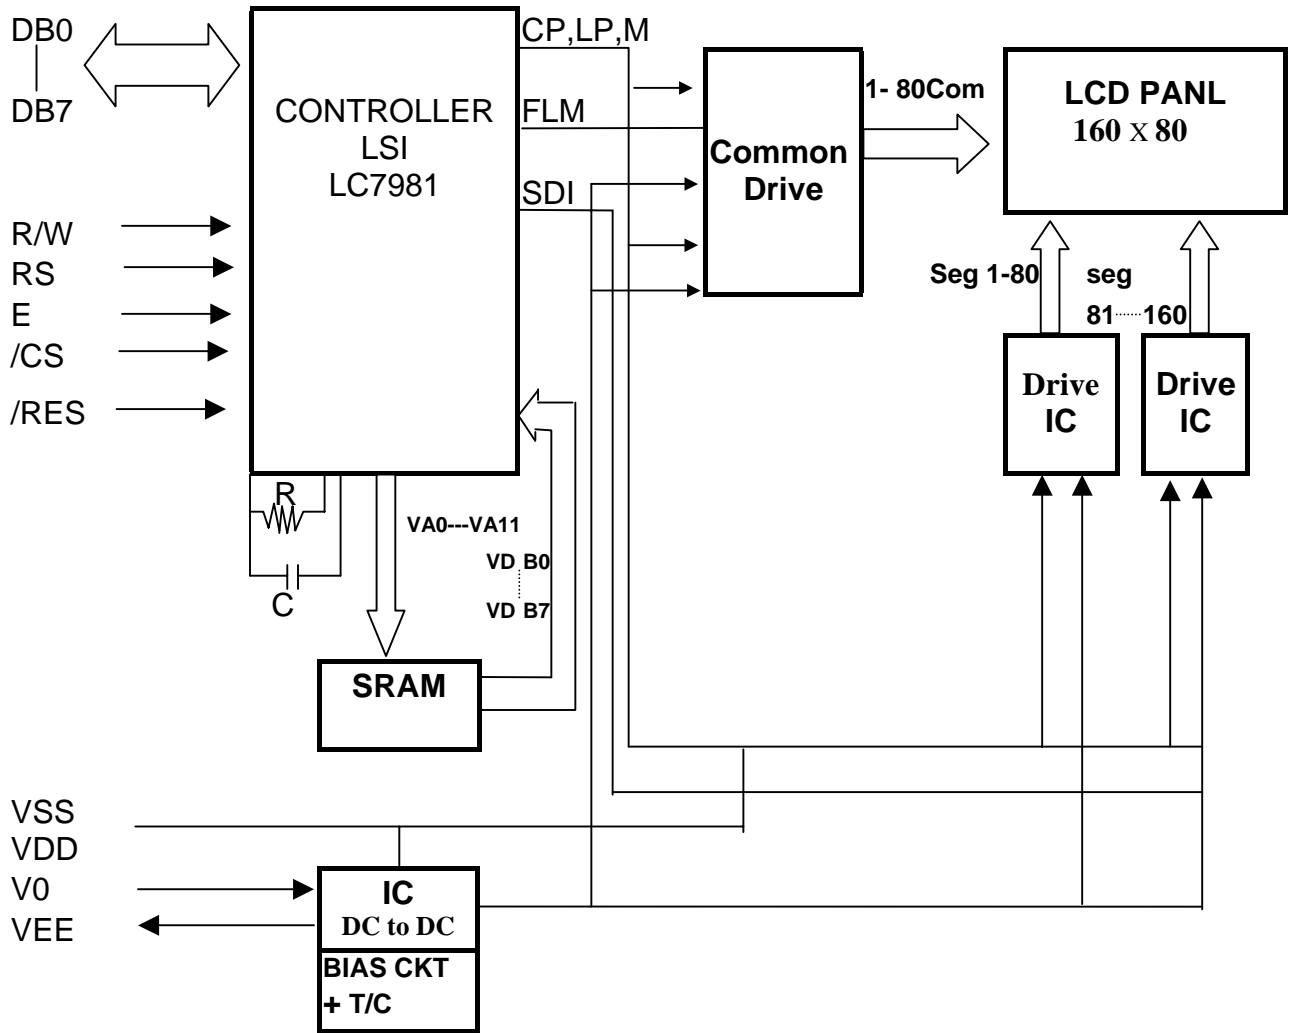 DB0
DB7
R/W
RS
E
/CS
/RES
CONTROLLER
LSI
LC7981
CP,LP,M
FLM
SDI
Common
Drive
1- 80Com
LCD PANL
160 X 80
Seg 1-80
seg
81······160
Drive
IC
Drive
IC
R
C
VA0---VA11
VD B0
VD B7
SRAM
VSS
VDD
V0
VEE
IC
DC to DC
BIAS CKT
+ T/C